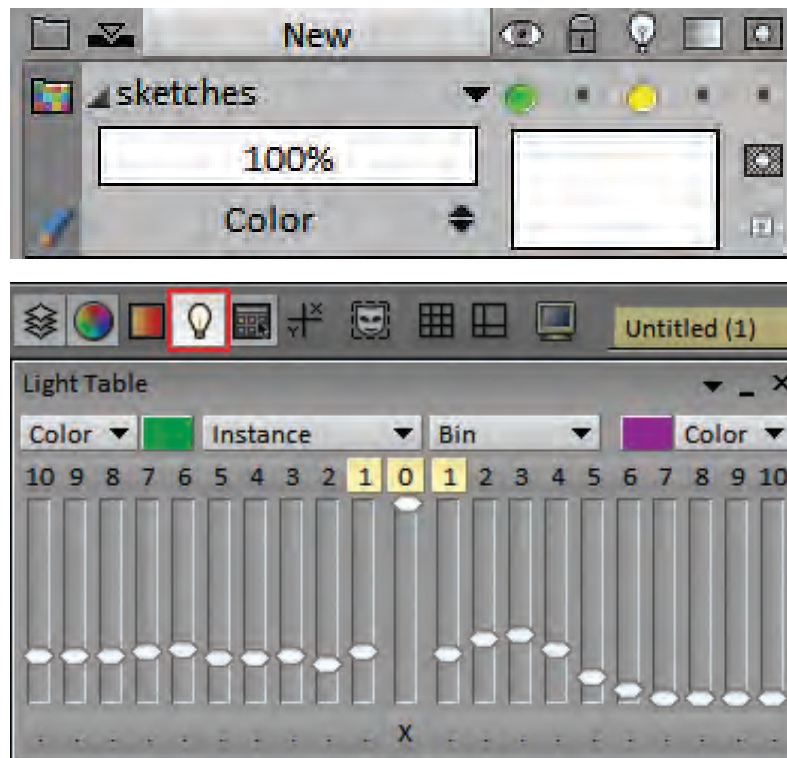 New
sketches
100%
Color
Untitled (1)
Light Table
Color Instance Bin Color
10 9 8 7 6 5 4 3 2 1 0 1 2 3 4 5 6 7 8 9 10
X